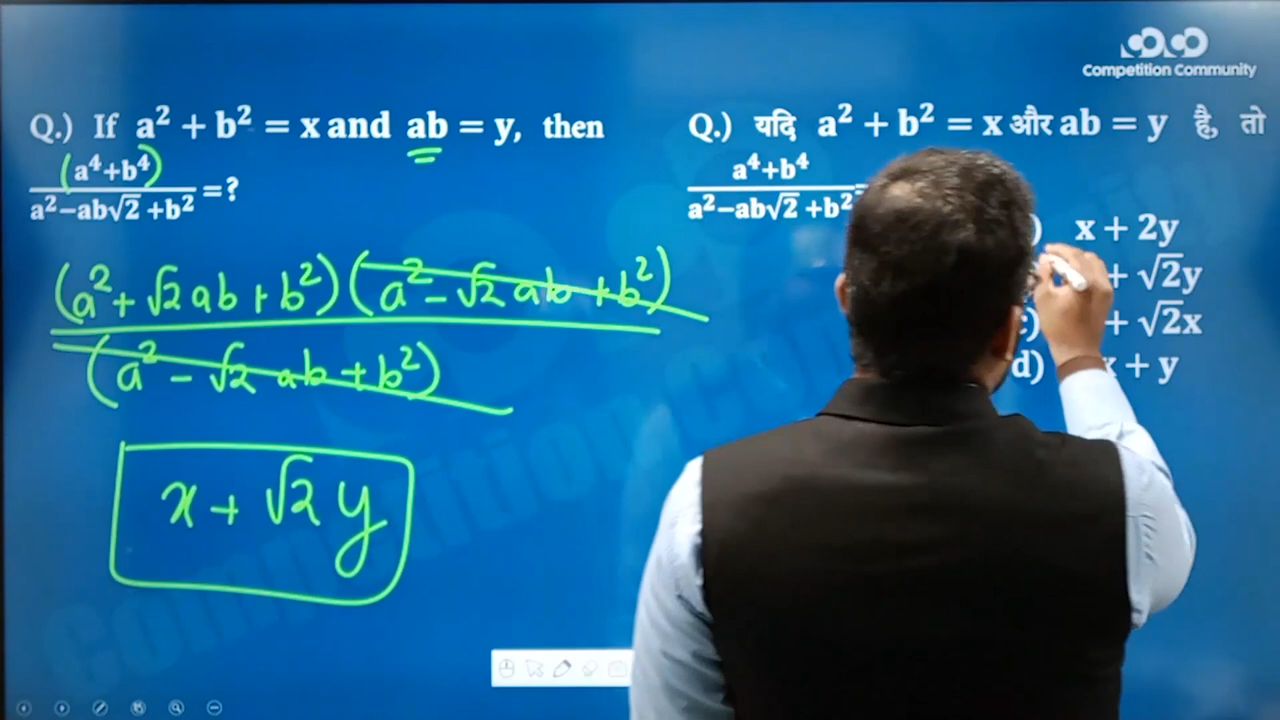 Competition Community
Q.) If a² + b² = x and ab = y, then
(a⁴+b⁴)
a²−ab√2 +b² =?
(a² + √2 ab + b²) (a² − √2 ab + b²)
(a² − √2 ab + b²)
x + √2 y
Q.) यदि a² + b² = x और ab = y है, तो
a⁴+b⁴
a²−ab√2 +b² =
) x + 2y
+ √2y
c) + √2x
d) x + y
Competition Com